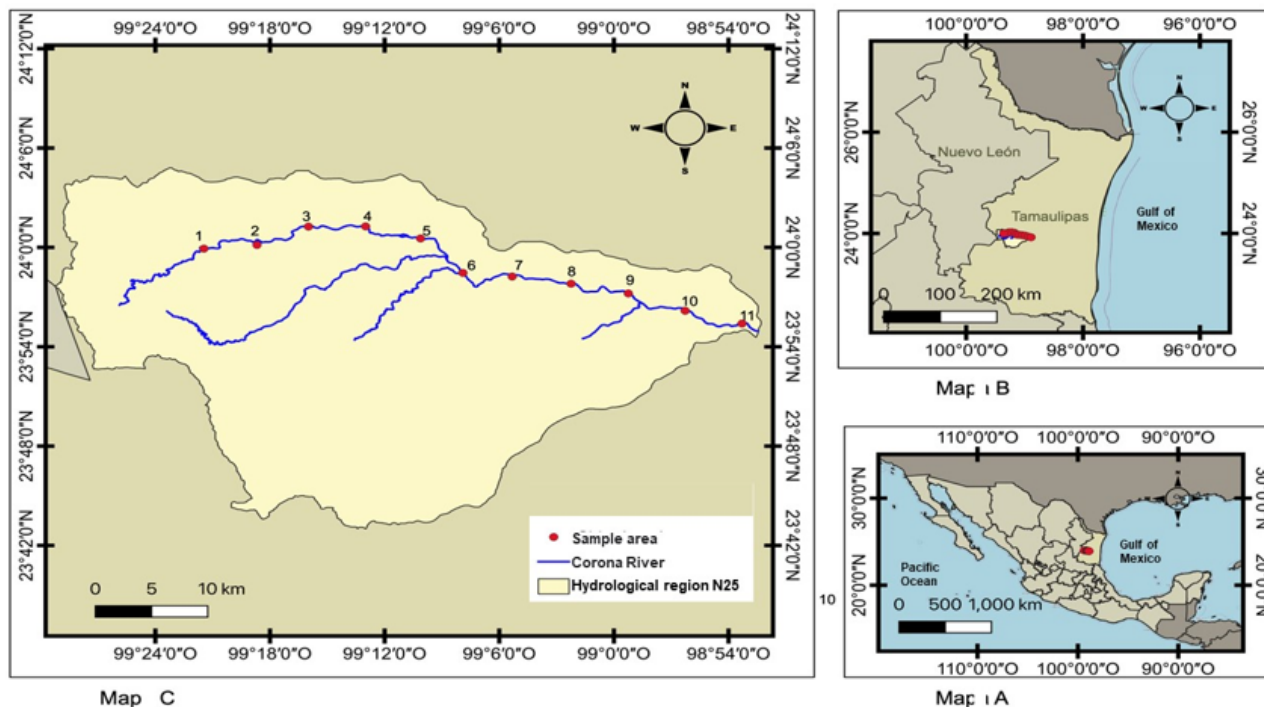 99°24'0"O 99°18'0"O 99°12'0"O 99°6'0"O 99°0'0"O 98°54'0"O
24°12'0"N
24°6'0"N
24°0'0"N
23°54'0"N
23°48'0"N
23°42'0"N
24°12'0"N
24°6'0"N
24°0'0"N
23°54'0"N
23°48'0"N
23°42'0"N
N
W E
S
1 2 3 4 5 6 7 8 9 10 11
Sample area
Corona River
Hydrological region N25
0 5 10 km
99°24'0"O 99°18'0"O 99°12'0"O 99°6'0"O 99°0'0"O 98°54'0"O
Map C
100°0'0"O 98°0'0"O 96°0'0"O
26°0'0"N
24°0'0"N
26°0'0"N
24°0'0"N
N
W E
S
Nuevo León
Tamaulipas
Gulf of
Mexico
0 100 200 km
100°0'0"O 98°0'0"O 96°0'0"O
Map B
110°0'0"O 100°0'0"O 90°0'0"O
30°0'0"N
20°0'0"N
30°0'0"N
20°0'0"N
Gulf of
Mexico
Pacific
Ocean
0 500 1,000 km
10
110°0'0"O 100°0'0"O 90°0'0"O
Map A